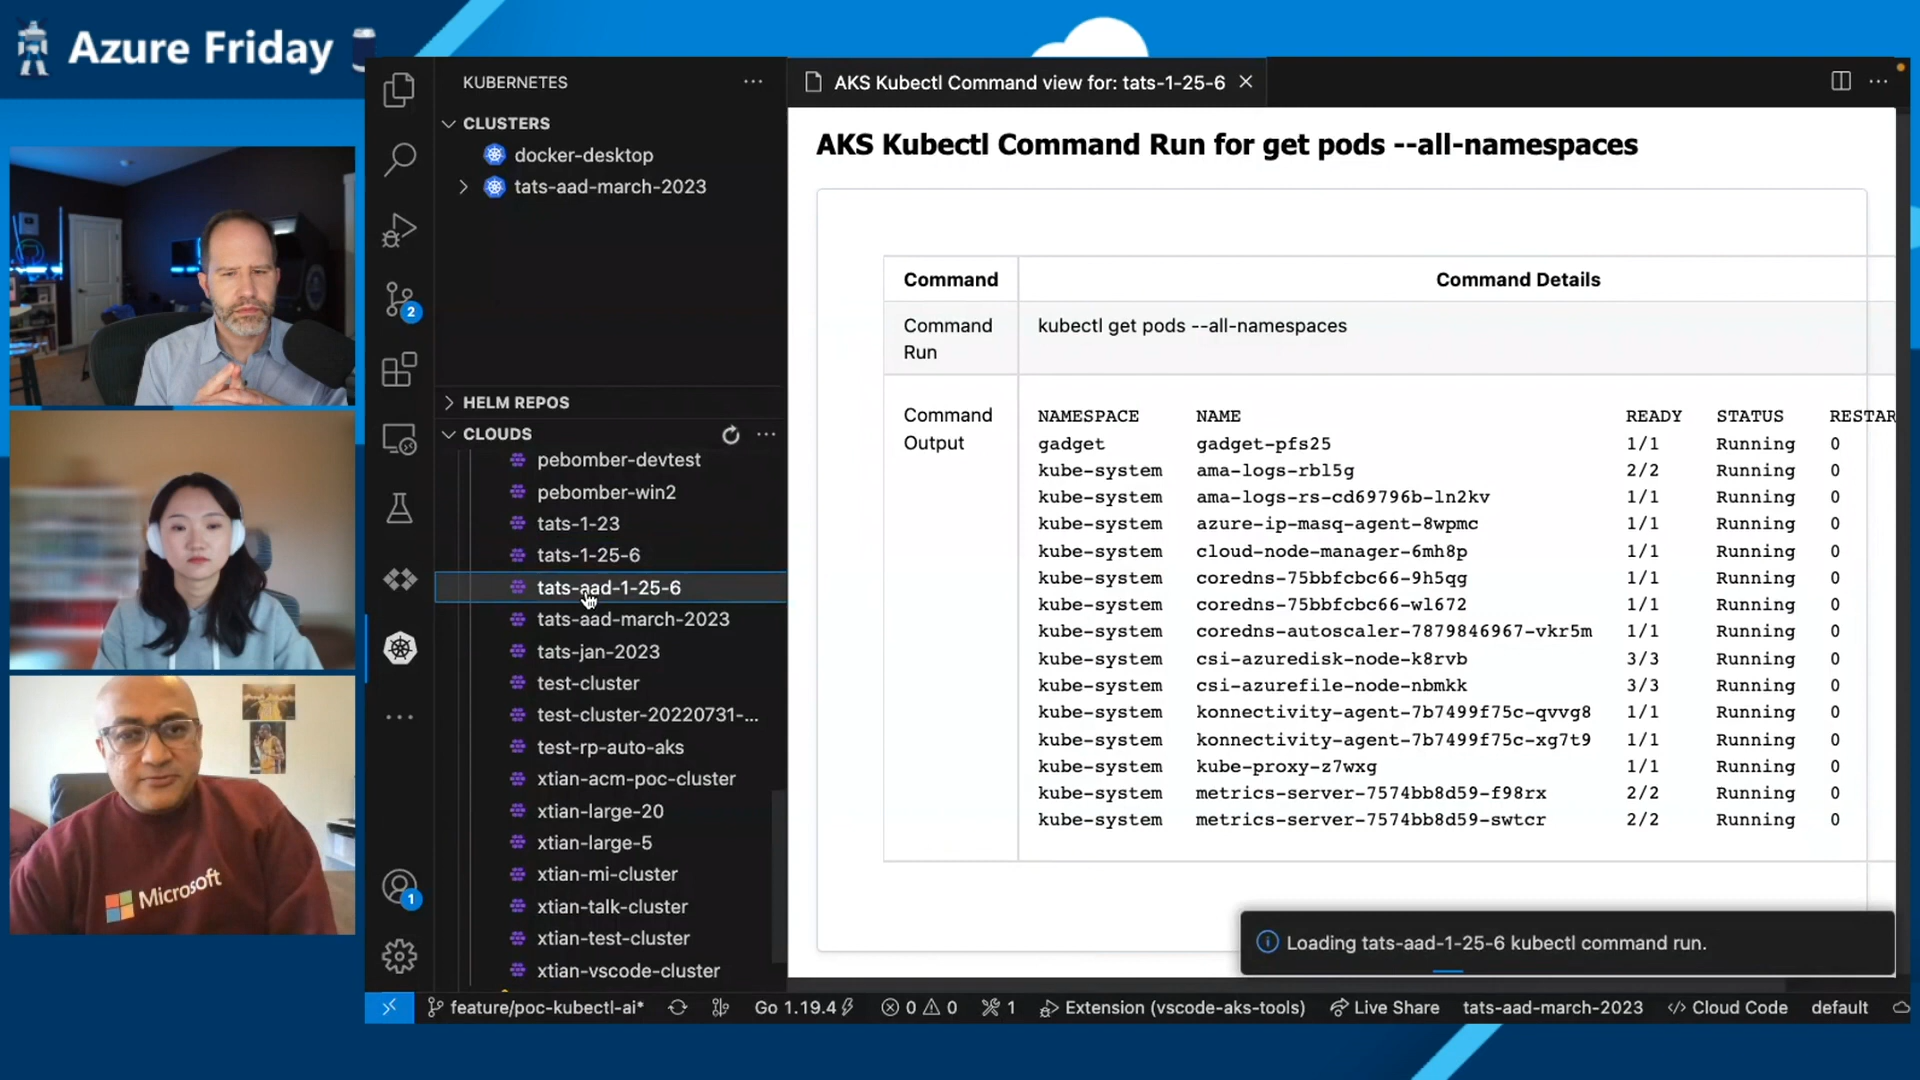 Azure Friday
KUBERNETES
CLUSTERS
docker-desktop
tats-aad-march-2023
HELM REPOS
CLOUDS
pebomber-devtest
pebomber-win2
tats-1-23
tats-1-25-6
tats-aad-1-25-6
tats-aad-march-2023
tats-jan-2023
test-cluster
test-cluster-20220731-...
test-rp-auto-aks
xtian-acm-poc-cluster
xtian-large-20
xtian-large-5
xtian-mi-cluster
xtian-talk-cluster
xtian-test-cluster
xtian-vscode-cluster
2
1
AKS Kubectl Command view for: tats-1-25-6
AKS Kubectl Command Run for get pods --all-namespaces
Command Command Details
Command Run kubectl get pods --all-namespaces
Command Output
NAMESPACE NAME READY STATUS RESTAR
gadget gadget-pfs25 1/1 Running 0
kube-system ama-logs-rbl5g 2/2 Running 0
kube-system ama-logs-rs-cd69796b-ln2kv 1/1 Running 0
kube-system azure-ip-masq-agent-8wpmc 1/1 Running 0
kube-system cloud-node-manager-6mh8p 1/1 Running 0
kube-system coredns-75bbfcbc66-9h5qg 1/1 Running 0
kube-system coredns-75bbfcbc66-wl672 1/1 Running 0
kube-system coredns-autoscaler-7879846967-vkr5m 1/1 Running 0
kube-system csi-azuredisk-node-k8rvb 3/3 Running 0
kube-system csi-azurefile-node-nbmkk 3/3 Running 0
kube-system konnectivity-agent-7b7499f75c-qvvg8 1/1 Running 0
kube-system konnectivity-agent-7b7499f75c-xg7t9 1/1 Running 0
kube-system kube-proxy-z7wxg 1/1 Running 0
kube-system metrics-server-7574bb8d59-f98rx 2/2 Running 0
kube-system metrics-server-7574bb8d59-swtcr 2/2 Running 0
Loading tats-aad-1-25-6 kubectl command run.
Microsoft
feature/poc-kubectl-ai* Go 1.19.4 0 0 1 Extension (vscode-aks-tools) Live Share tats-aad-march-2023 Cloud Code default